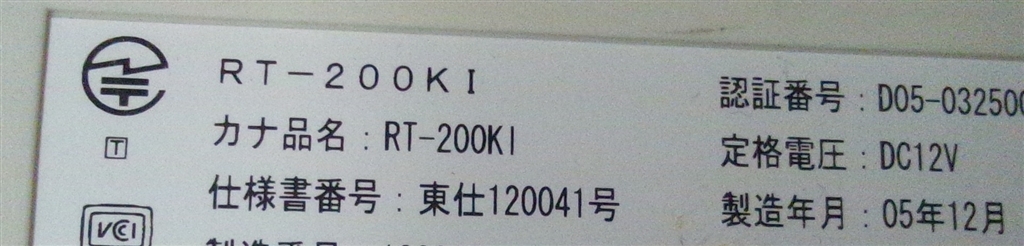 RT-200KI
カナ品名:RT-200KI
仕様書番号:東仕120041号
認証番号:D05-032500
定格電圧:DC12V
製造年月:05年12月
T
VCCI